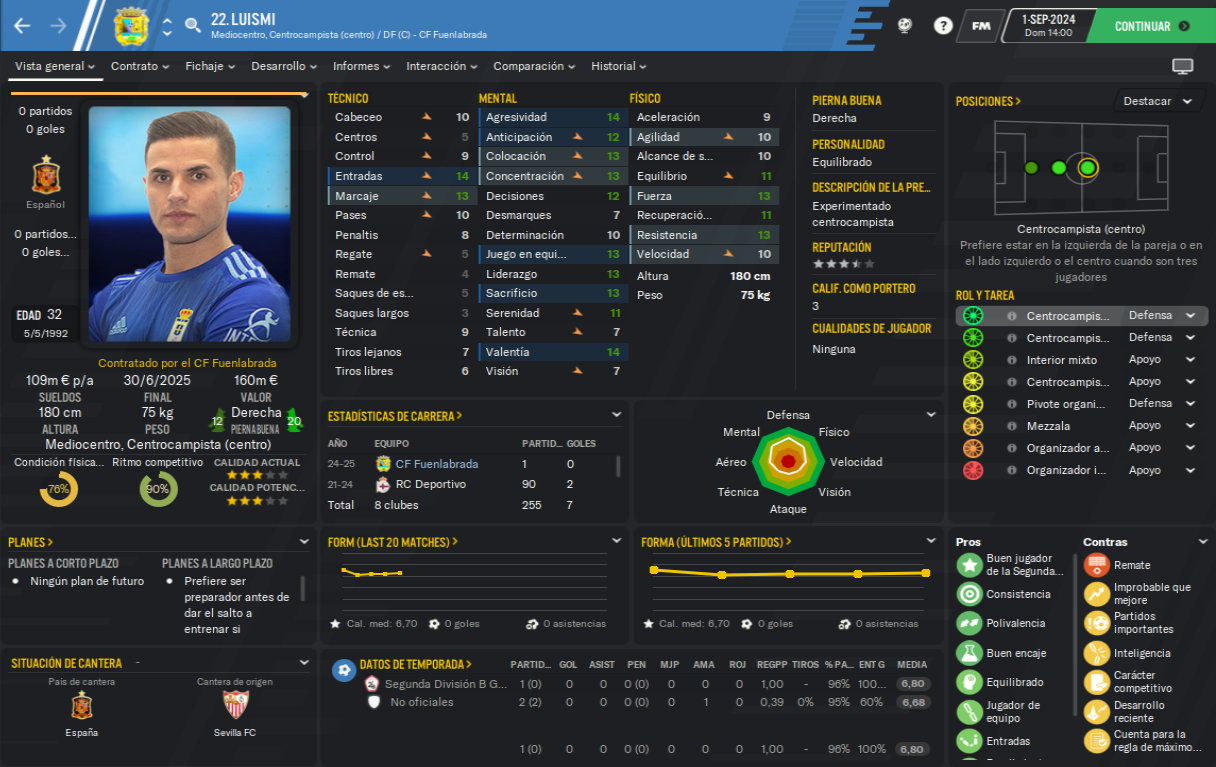 22. LUISMI
Mediocentro, Centrocampista (centro) / DF (C) - CF Fuenlabrada
?
FM
1-SEP-2024
Dom 14:00
CONTINUAR
Vista general
Contrato
Fichaje
Desarrollo
Informes
Interacción
Comparación
Historial
0 partidos
0 goles
Español
0 partidos...
0 goles...
EDAD 32
5/5/1992
Contratado por el CF Fuenlabrada
109m € p/a 30/6/2025 160m €
SUELDOS FINAL VALOR
180 cm 75 kg 12 Derecha 20
ALTURA PESO PIERNA BUENA
Mediocentro, Centrocampista (centro)
Condición física... Ritmo competitivo CALIDAD ACTUAL
76% 90%
CALIDAD POTENC...
TÉCNICO
Cabeceo 10
Centros 5
Control 9
Entradas 14
Marcaje 13
Pases 10
Penaltis 8
Regate 5
Remate 4
Saques de es... 5
Saques largos 3
Técnica 9
Tiros lejanos 7
Tiros libres 6
MENTAL
Agresividad 14
Anticipación 12
Colocación 13
Concentración 13
Decisiones 12
Desmarques 7
Determinación 10
Juego en equi... 13
Liderazgo 13
Sacrificio 13
Serenidad 11
Talento 7
Valentía 14
Visión 7
FÍSICO
Aceleración 9
Agilidad 10
Alcance de s... 10
Equilibrio 11
Fuerza 13
Recuperació... 11
Resistencia 13
Velocidad 10
Altura 180 cm
Peso 75 kg
PIERNA BUENA
Derecha
PERSONALIDAD
Equilibrado
DESCRIPCIÓN DE LA PRE...
Experimentado
centrocampista
REPUTACIÓN
CALIF. COMO PORTERO
3
CUALIDADES DE JUGADOR
Ninguna
POSICIONES >
Destacar
Centrocampista (centro)
Prefiere estar en la izquierda de la pareja o en
el lado izquierdo o el centro cuando son tres
jugadores
ROL Y TAREA
Centrocampis... Defensa
Centrocampis... Defensa
Interior mixto Apoyo
Centrocampis... Apoyo
Pivote organi... Defensa
Mezzala Apoyo
Organizador a... Apoyo
Organizador i... Apoyo
ESTADÍSTICAS DE CARRERA >
AÑO EQUIPO PARTID... GOLES
24-25 CF Fuenlabrada 1 0
21-24 RC Deportivo 90 2
Total 8 clubes 255 7
Defensa
Mental Físico
Aéreo Velocidad
Técnica Visión
Ataque
PLANES >
PLANES A CORTO PLAZO
Ningún plan de futuro
PLANES A LARGO PLAZO
Prefiere ser
preparador antes de
dar el salto a
entrenar si
FORM (LAST 20 MATCHES) >
Cal. med: 6,70 0 goles 0 asistencias
FORMA (ÚLTIMOS 5 PARTIDOS) >
Cal. med: 6,70 0 goles 0 asistencias
SITUACIÓN DE CANTERA -
País de cantera Cantera de origen
España Sevilla FC
DATOS DE TEMPORADA > PARTID... GOL ASIST PEN MJP AMA ROJ REGPP TIROS % PA... ENT G MEDIA
Segunda División B G... 1 (0) 0 0 0 (0) 0 0 0 1,00 - 96% 100... 6,80
No oficiales 2 (2) 0 0 0 (0) 0 1 0 0,39 0% 95% 60% 6,68
1 (0) 0 0 0 (0) 0 0 0 1,00 - 96% 100% 6,80
Pros
Buen jugador
de la Segunda...
Consistencia
Polivalencia
Buen encaje
Equilibrado
Jugador de
equipo
Entradas
Contras
Remate
Improbable que
mejore
Partidos
importantes
Inteligencia
Carácter
competitivo
Desarrollo
reciente
Cuenta para la
regla de máximo...